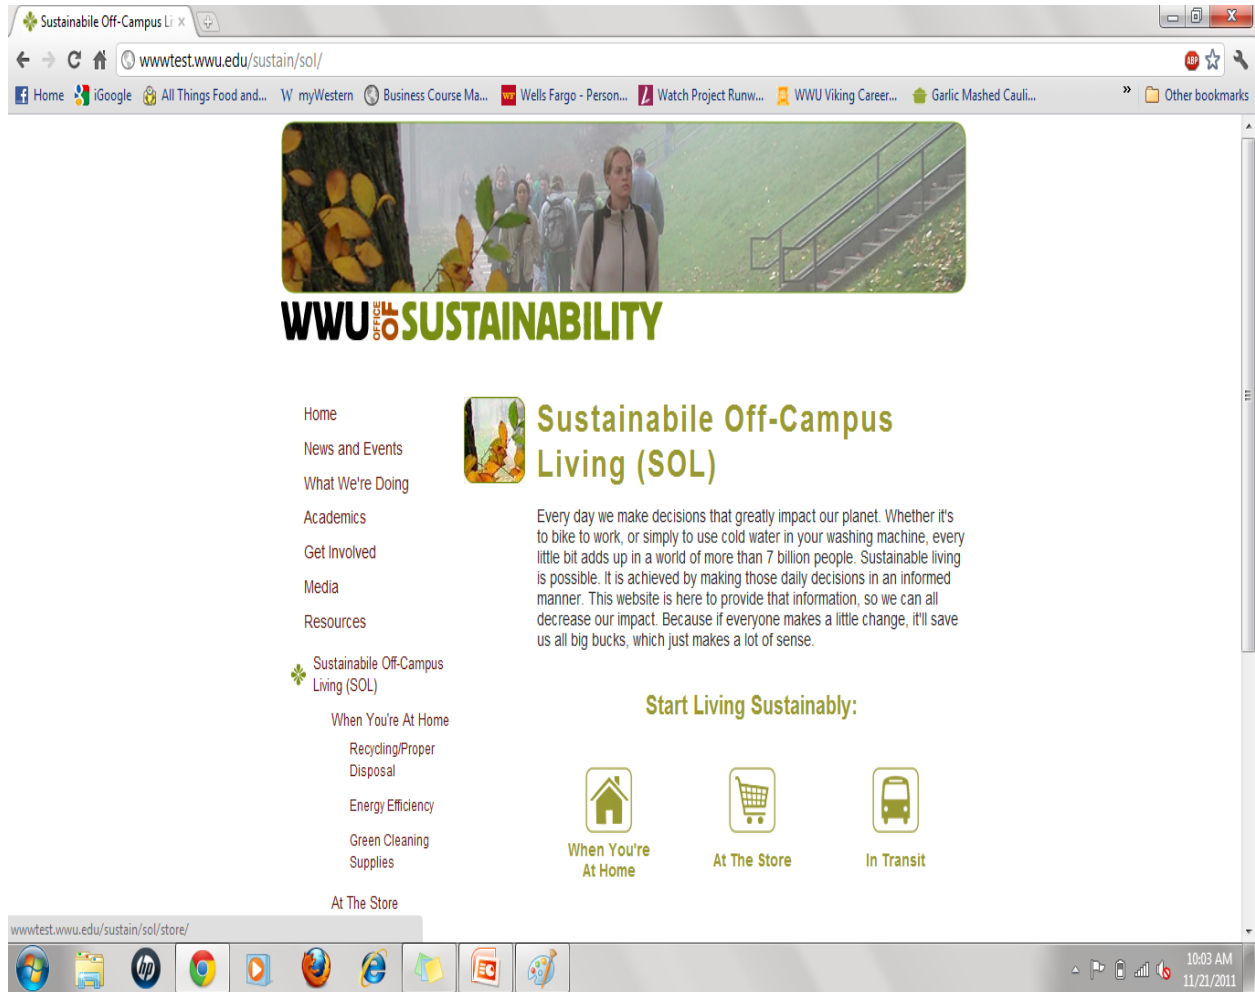 Sustainabile Off-Campus Li
wwwtest.wwu.edu/sustain/sol/
ABP
Home iGoogle All Things Food and... W myWestern Business Course Ma... WF Wells Fargo - Person... Watch Project Runw... WWU Viking Career... Garlic Mashed Cauli... » Other bookmarks
WWU OFFICE OF SUSTAINABILITY
Home
News and Events
What We're Doing
Academics
Get Involved
Media
Resources
Sustainabile Off-Campus
Living (SOL)
When You're At Home
Recycling/Proper
Disposal
Energy Efficiency
Green Cleaning
Supplies
At The Store
Sustainabile Off-Campus
Living (SOL)
Every day we make decisions that greatly impact our planet. Whether it's
to bike to work, or simply to use cold water in your washing machine, every
little bit adds up in a world of more than 7 billion people. Sustainable living
is possible. It is achieved by making those daily decisions in an informed
manner. This website is here to provide that information, so we can all
decrease our impact. Because if everyone makes a little change, it'll save
us all big bucks, which just makes a lot of sense.
Start Living Sustainably:
When You're
At Home
At The Store
In Transit
wwwtest.wwu.edu/sustain/sol/store/
hp
10:03 AM
11/21/2011